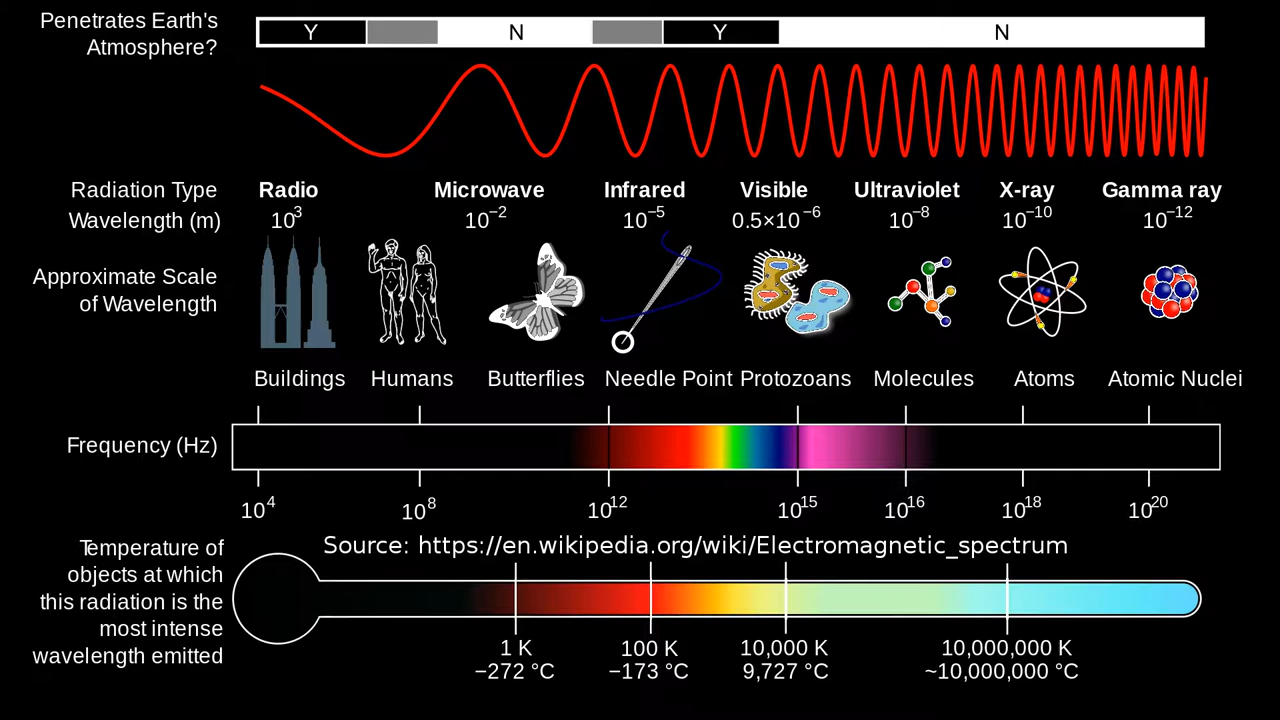 Penetrates Earth's
Atmosphere?
Y N Y N
Radiation Type
Radio Microwave Infrared Visible Ultraviolet X-ray Gamma ray
Wavelength (m)
10³ 10⁻² 10⁻⁵ 0.5×10⁻⁶ 10⁻⁸ 10⁻¹⁰ 10⁻¹²
Approximate Scale
of Wavelength
Buildings Humans Butterflies Needle Point Protozoans Molecules Atoms Atomic Nuclei
Frequency (Hz)
10⁴ 10⁸ 10¹² 10¹⁵ 10¹⁶ 10¹⁸ 10²⁰
Source: https://en.wikipedia.org/wiki/Electromagnetic_spectrum
Temperature of
objects at which
this radiation is the
most intense
wavelength emitted
1 K 100 K 10,000 K 10,000,000 K
−272 °C −173 °C 9,727 °C ~10,000,000 °C